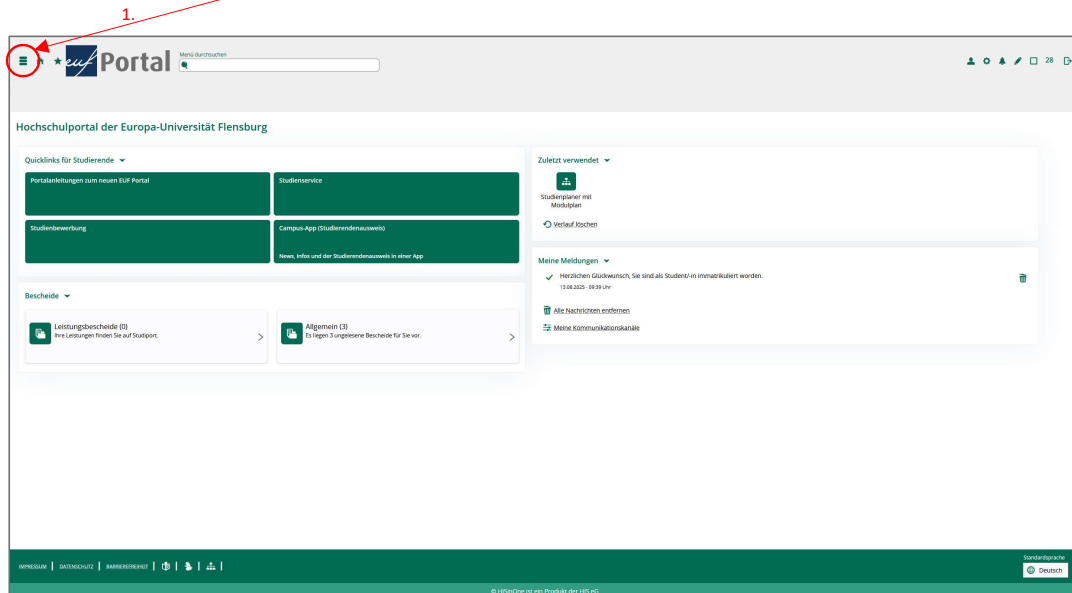 1.
euf Portal
Menü durchsuchen
28
Hochschulportal der Europa-Universität Flensburg
Quicklinks für Studierende
Portalanleitungen zum neuen EUF Portal
Studienservice
Studienbewerbung
Campus-App (Studierendenausweis)
News, Infos und der Studierendenausweis in einer App
Bescheide
Leistungsbescheide (0)
Ihre Leistungen finden Sie auf Studiport.
Allgemein (3)
Es liegen 3 ungelesene Bescheide für Sie vor.
Zuletzt verwendet
Studienplaner mit
Modulplan
Verlauf löschen
Meine Meldungen
Herzlichen Glückwunsch, Sie sind als Student/-in immatrikuliert worden.
13.08.2025 - 09:39 Uhr
Alle Nachrichten entfernen
Meine Kommunikationskanäle
IMPRESSUM | DATENSCHUTZ | BARRIEREFREIHEIT
Standardsprache
Deutsch
© HISinOne ist ein Produkt der HIS eG